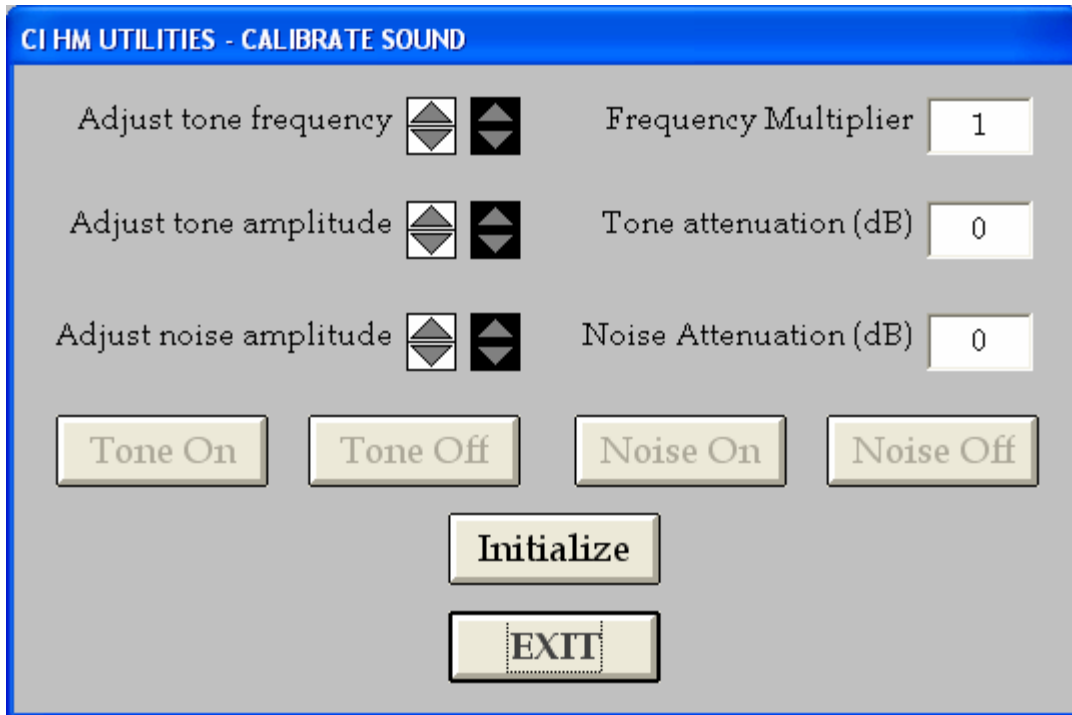 CI HM UTILITIES - CALIBRATE SOUND
Adjust tone frequency Frequency Multiplier 1
Adjust tone amplitude Tone attenuation (dB) 0
Adjust noise amplitude Noise Attenuation (dB) 0
Tone On Tone Off Noise On Noise Off
Initialize
EXIT